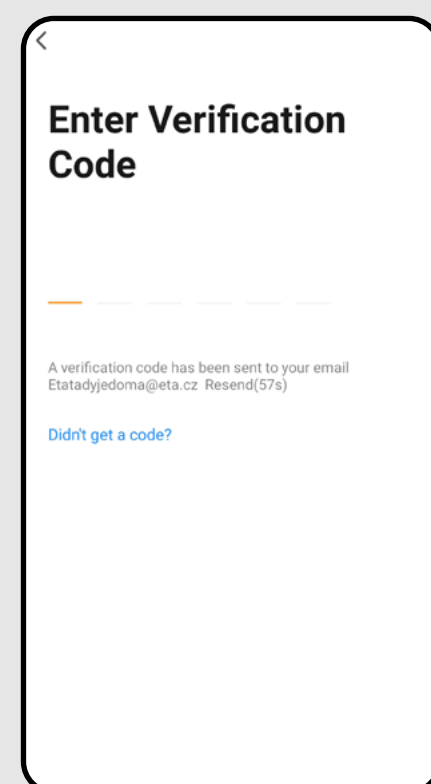 Enter Verification
Code
A verification code has been sent to your email
Etatadyjedoma@eta.cz Resend(57s)
Didn't get a code?